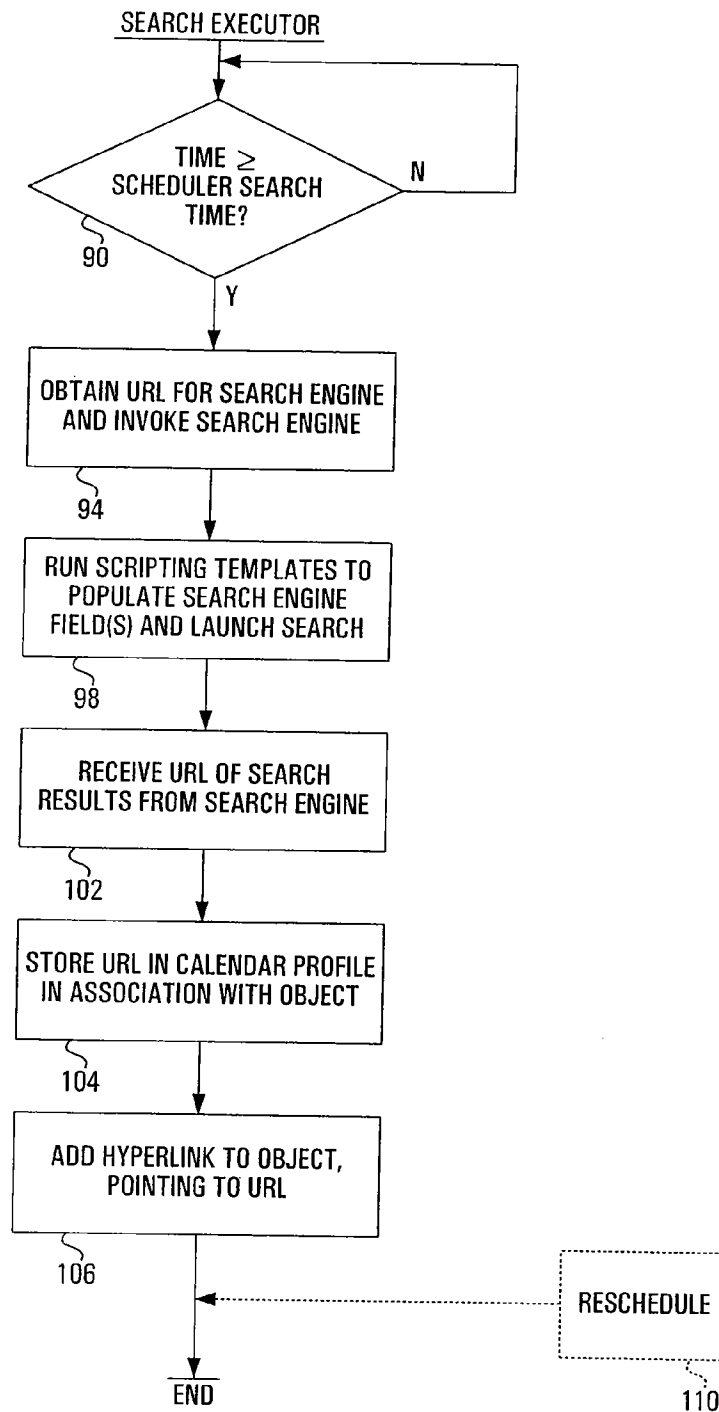 SEARCH EXECUTOR
TIME ≥
SCHEDULER SEARCH
TIME?
N
90
Y
OBTAIN URL FOR SEARCH ENGINE
AND INVOKE SEARCH ENGINE
94
RUN SCRIPTING TEMPLATES TO
POPULATE SEARCH ENGINE
FIELD(S) AND LAUNCH SEARCH
98
RECEIVE URL OF SEARCH
RESULTS FROM SEARCH ENGINE
102
STORE URL IN CALENDAR PROFILE
IN ASSOCIATION WITH OBJECT
104
ADD HYPERLINK TO OBJECT,
POINTING TO URL
106
RESCHEDULE
110
END